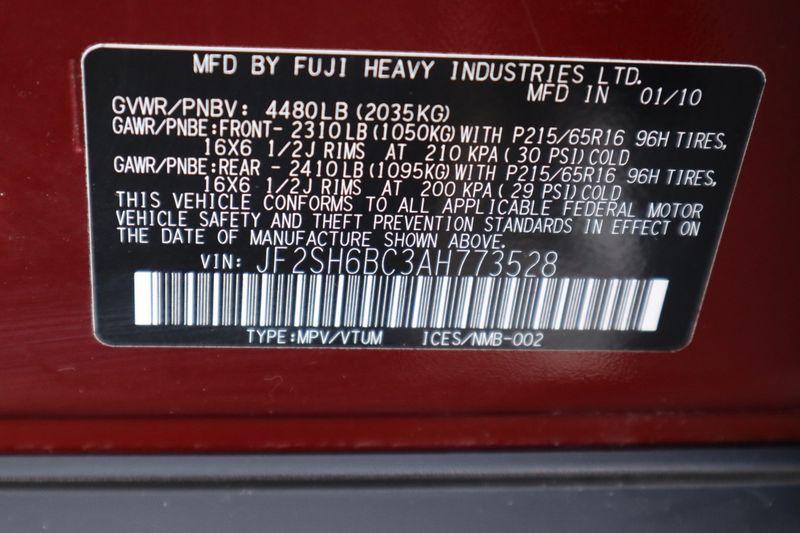 MFD BY FUJI HEAVY INDUSTRIES LTD.
MFD IN 01/10
GVWR/PNBV: 4480LB(2035KG)
GAWR/PNBE:FRONT- 2310LB(1050KG)WITH P215/65R16 96H TIRES,
16X6 1/2J RIMS AT 210 KPA( 30 PSI)COLD
GAWR/PNBE:REAR - 2410LB(1095KG)WITH P215/65R16 96H TIRES,
16X6 1/2J RIMS AT 200 KPA( 29 PSI)COLD
THIS VEHICLE CONFORMS TO ALL APPLICABLE FEDERAL MOTOR
VEHICLE SAFETY AND THEFT PREVENTION STANDARDS IN EFFECT ON
THE DATE OF MANUFACTURE SHOWN ABOVE.
VIN: JF2SH6BC3AH773528
TYPE:MPV/VTUM ICES/NMB-002